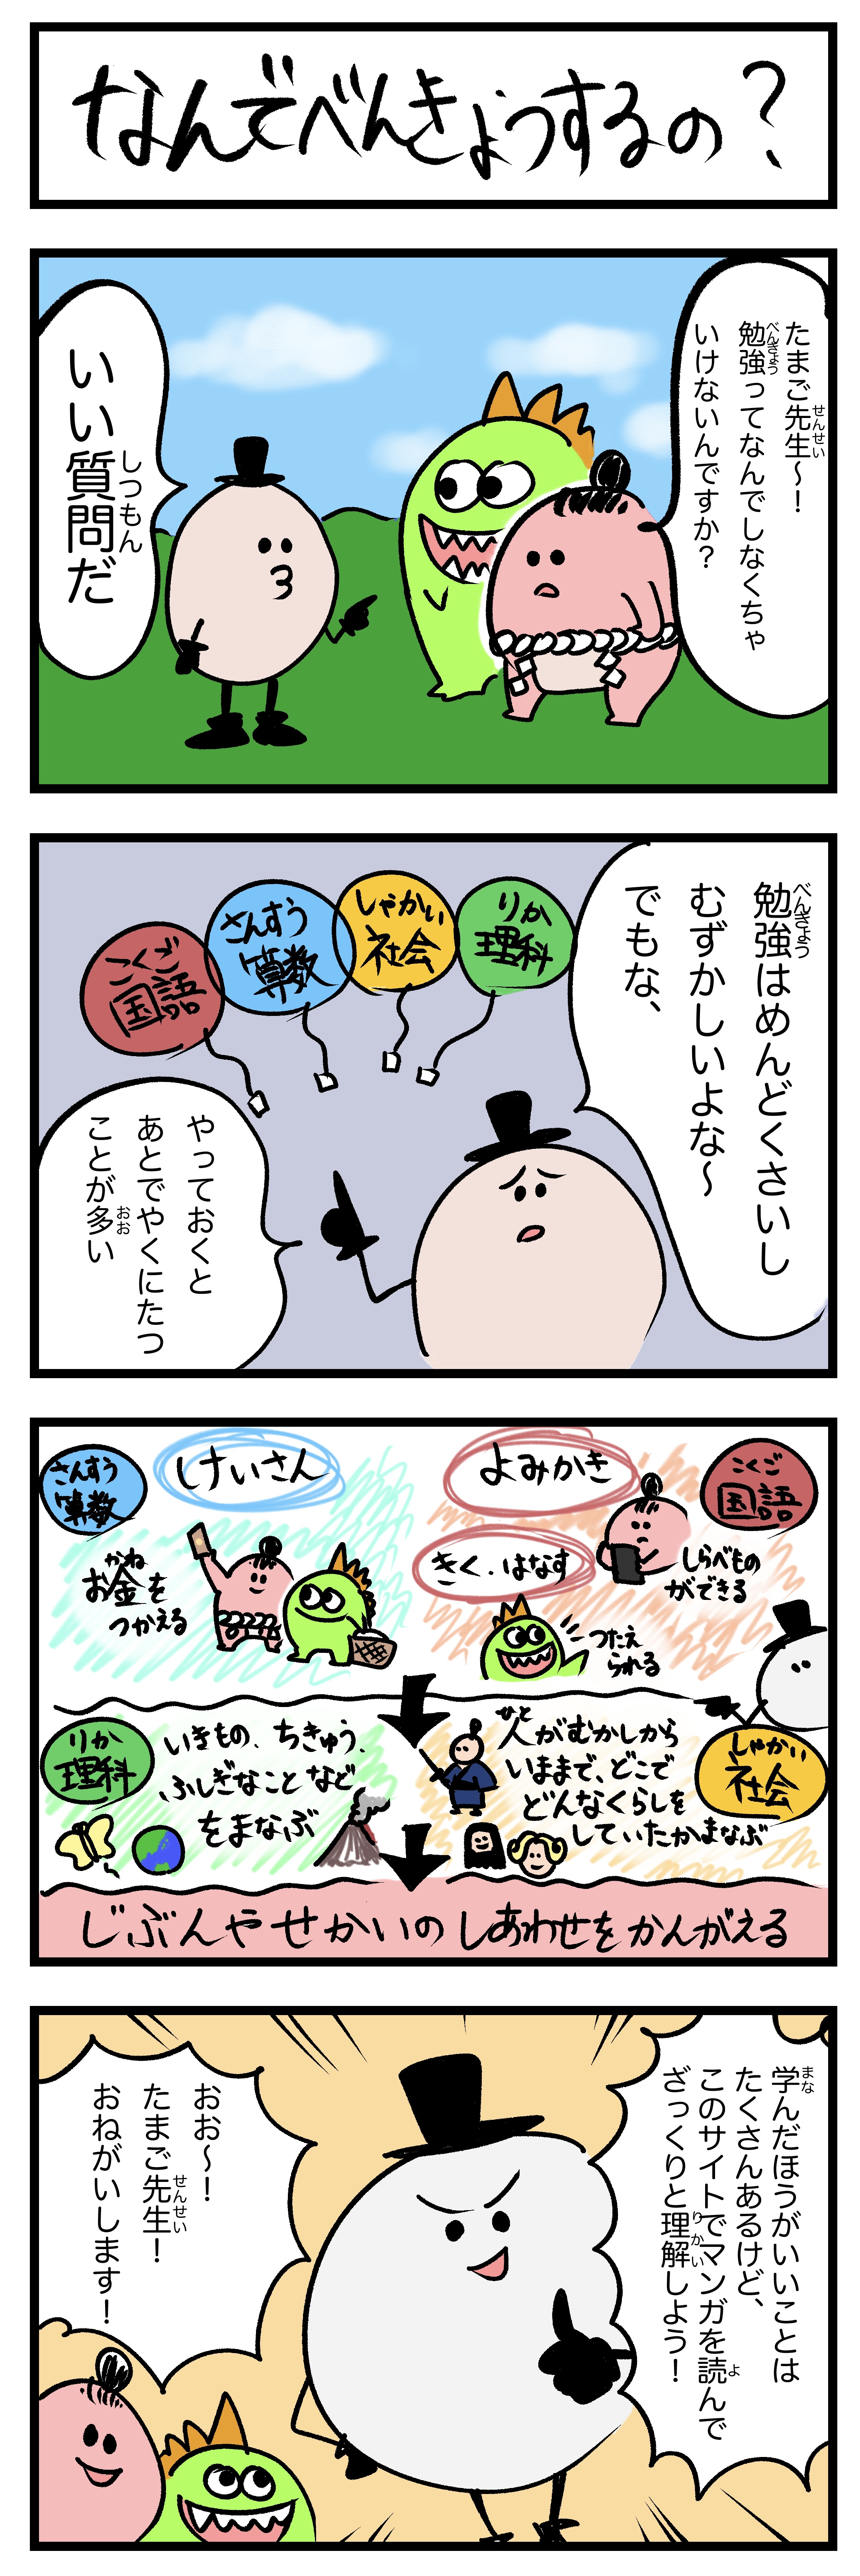 なんでべんきょうするの？
たまご先生～！
せんせい
勉強ってなんでしなくちゃ
べんきょう
いけないんですか？
いい質問だ
しつもん
勉強はめんどくさいし
べんきょう
むずかしいよな～
でもな、
りか
理科
しゃかい
社会
さんすう
算数
こくご
国語
やっておくと
あとでやくにたつ
ことが多い
おお
こくご
国語
よみかき
しらべもの
ができる
きく・はなす
つたえ
られる
さんすう
算数
けいさん
お金を
かね
つかえる
しゃかい
社会
人がむかしから
ひと
いままで、どこで
どんなくらしを
していたかまなぶ
りか
理科
いきもの、ちきゅう、
ふしぎなことなど
をまなぶ
じぶんやせかいのしあわせをかんがえる
学んだほうがいいことは
まな
たくさんあるけど、
このサイトでマンガを読んで
よ
ざっくりと理解しよう！
りかい
おお～！
たまご先生！
せんせい
おねがいします！